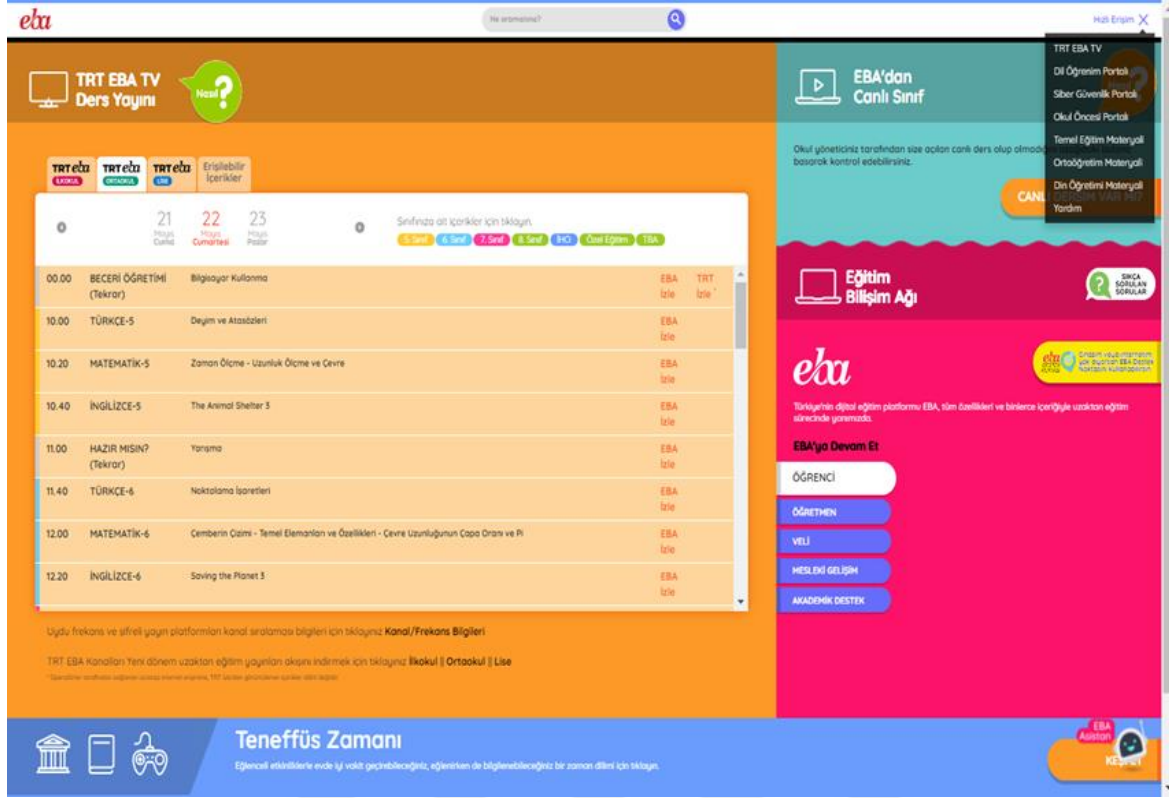 eba
Ne aramıştınız?
Hızlı Erişim
TRT EBA TV
Dil Öğrenim Portalı
Siber Güvenlik Portalı
Okul Öncesi Portalı
Temel Eğitim Materyali
Ortaöğretim Materyali
Din Öğretimi Materyali
Yardım
TRT EBA TV
Ders Yayını
Nasıl?
EBA'dan
Canlı Sınıf
Okul yöneticiniz tarafından size açılan canlı ders olup olmadığı
basarak kontrol edebilirsiniz.
CANLI DERSİM VAR MI?
TRT eba İLKOKUL
TRT eba ORTAOKUL
TRT eba LİSE
Erişilebilir
İçerikler
21 Mayıs Cuma
22 Mayıs Cumartesi
23 Mayıs Pazar
Sınıfınıza ait içerikler için tıklayın.
5. Sınıf 6. Sınıf 7. Sınıf 8. Sınıf İHO Özel Eğitim TBA
00.00 BECERİ ÖĞRETİMİ (Tekrar) Bilgisayar Kullanma EBA İzle TRT İzle *
10.00 TÜRKÇE-5 Deyim ve Atasözleri EBA İzle
10.20 MATEMATİK-5 Zaman Ölçme - Uzunluk Ölçme ve Çevre EBA İzle
10.40 İNGİLİZCE-5 The Animal Shelter 3 EBA İzle
11.00 HAZIR MISIN? (Tekrar) Yarışma EBA İzle
11.40 TÜRKÇE-6 Noktalama İşaretleri EBA İzle
12.00 MATEMATİK-6 Çemberin Çizimi - Temel Elemanları ve Özellikleri - Çevre Uzunluğunun Çapa Oranı ve Pi EBA İzle
12.20 İNGİLİZCE-6 Saving the Planet 3 EBA İzle
Uydu frekans ve şifreli yayın platformları kanal sıralaması bilgileri için tıklayınız Kanal/Frekans Bilgileri
TRT EBA Kanalları Yeni dönem uzaktan eğitim yayınları akışını indirmek için tıklayınız İlkokul || Ortaokul || Lise
Eğitim
Bilişim Ağı
SIKÇA
SORULAN
SORULAR
eba
Türkiye'nin dijital eğitim platformu EBA, tüm özellikleri ve binlerce içeriğiyle uzaktan eğitim
sürecinde yanınızda.
EBA'ya Devam Et
ÖĞRENCİ
ÖĞRETMEN
VELİ
MESLEKİ GELİŞİM
AKADEMİK DESTEK
Teneffüs Zamanı
Eğlenceli etkinliklerle evde iyi vakit geçirebileceğiniz, eğlenirken de bilgilenebileceğiniz bir zaman dilimi için tıklayın.
EBA
Asistan